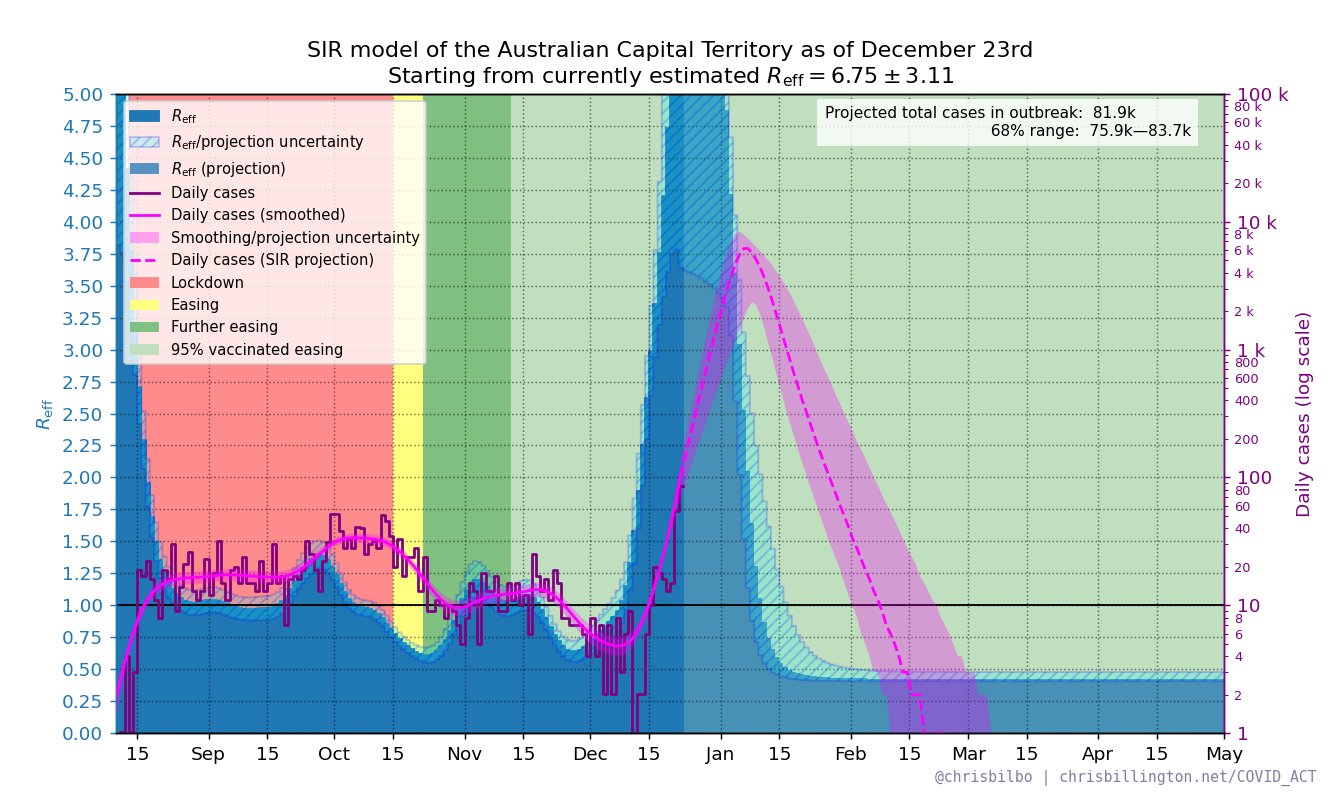 SIR model of the Australian Capital Territory as of December 23rd
Starting from currently estimated R_eff = 6.75 ± 3.11
Projected total cases in outbreak: 81.9k
68% range: 75.9k—83.7k
R_eff
R_eff/projection uncertainty
R_eff (projection)
Daily cases
Daily cases (smoothed)
Smoothing/projection uncertainty
Daily cases (SIR projection)
Lockdown
Easing
Further easing
95% vaccinated easing
R_eff
5.00
4.75
4.50
4.25
4.00
3.75
3.50
3.25
3.00
2.75
2.50
2.25
2.00
1.75
1.50
1.25
1.00
0.75
0.50
0.25
0.00
100 k
80 k
60 k
40 k
20 k
10 k
8 k
6 k
4 k
2 k
1 k
800
600
400
200
100
80
60
40
20
10
8
6
4
2
1
Daily cases (log scale)
15 Sep 15 Oct 15 Nov 15 Dec 15 Jan 15 Feb 15 Mar 15 Apr 15 May
@chrisbilbo | chrisbillington.net/COVID_ACT